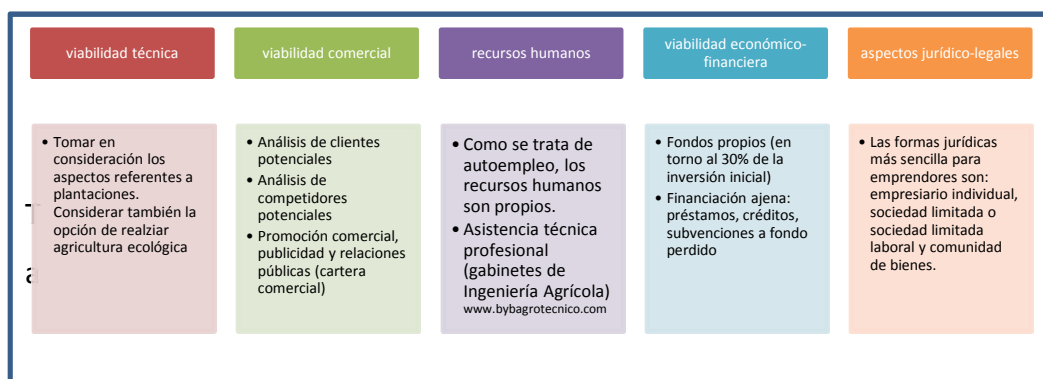 viabilidad técnica
viabilidad comercial
recursos humanos
viabilidad económico-
financiera
aspectos jurídico-legales
• Tomar en
consideración los
aspectos referentes a
plantaciones.
Considerar también la
opción de realziar
agricultura ecológica
• Análisis de clientes
potenciales
• Análisis de
competidores
potenciales
• Promoción comercial,
publicidad y relaciones
públicas (cartera
comercial)
• Como se trata de
autoempleo, los
recursos humanos
son propios.
• Asistencia técnica
profesional
(gabinetes de
Ingeniería Agrícola)
www.bybagrotecnico.com
• Fondos propios (en
torno al 30% de la
inversión inicial)
• Financiación ajena:
préstamos, créditos,
subvenciones a fondo
perdido
• Las formas jurídicas
más sencilla para
emprendores son:
empresiario individual,
sociedad limitada o
sociedad limitada
laboral y comunidad
de bienes.